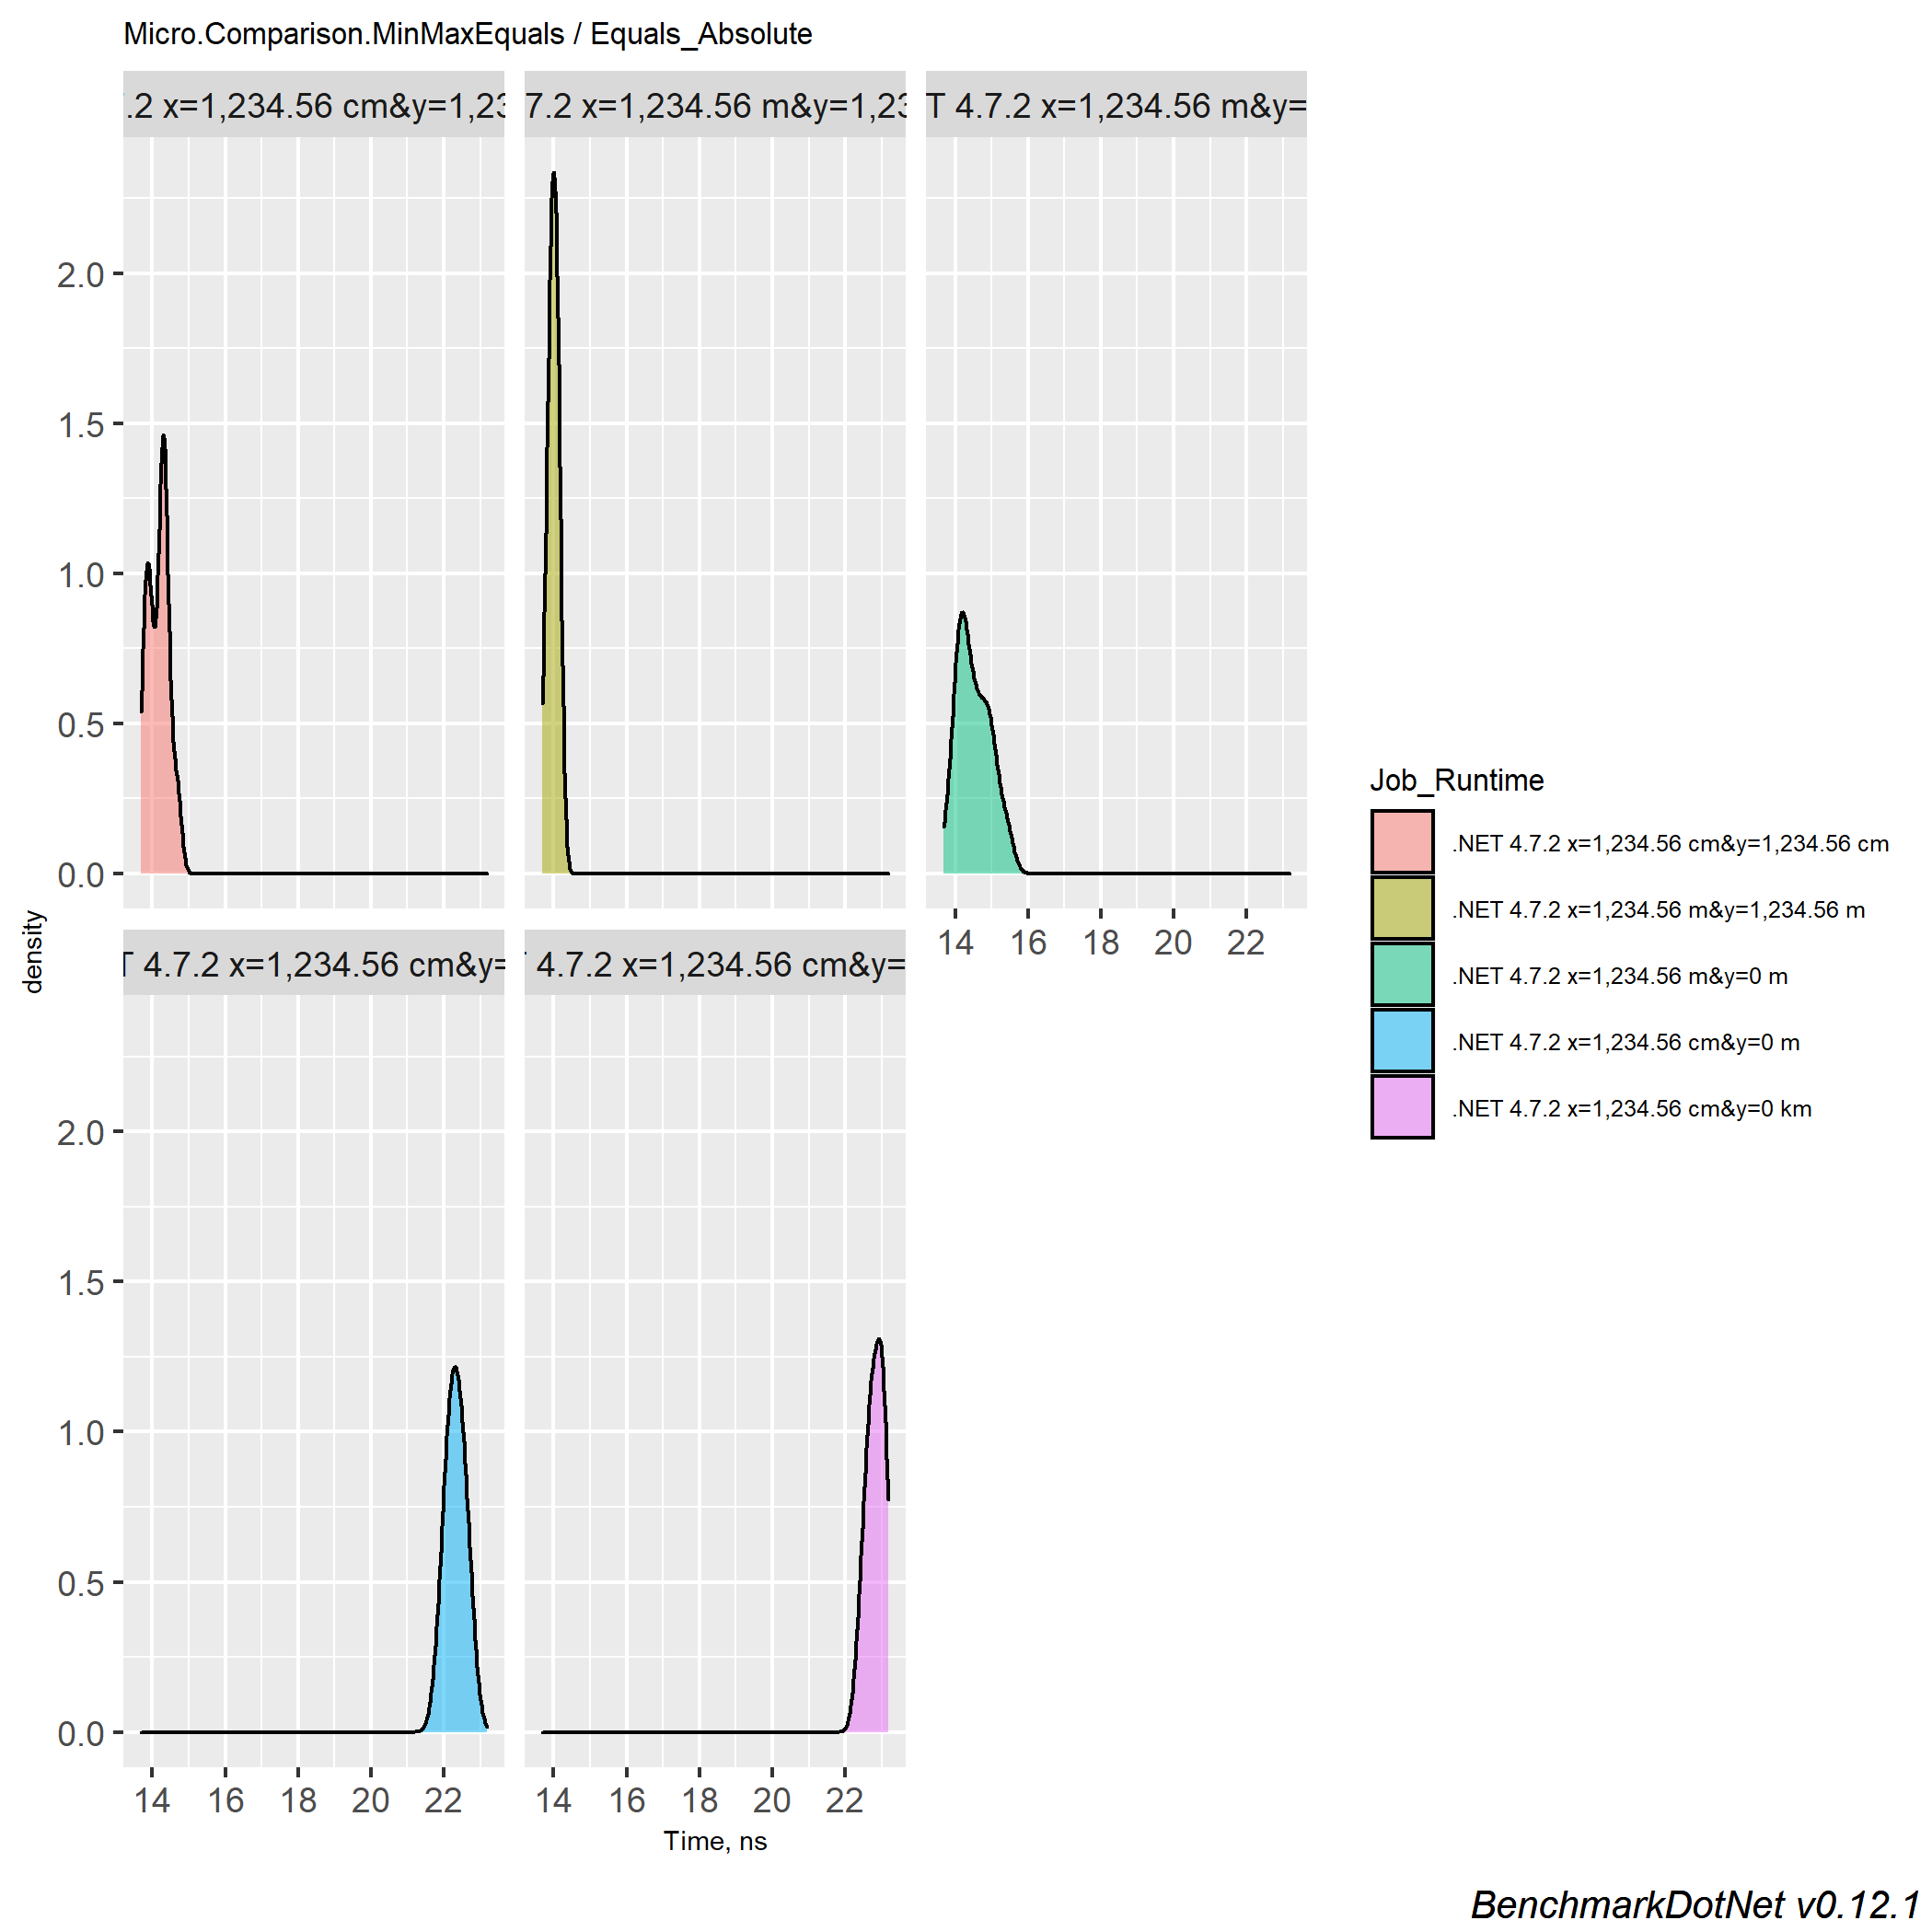 Micro.Comparison.MinMaxEquals / Equals_Absolute
.2 x=1,234.56 cm&y=1,23
7.2 x=1,234.56 m&y=1,23
T 4.7.2 x=1,234.56 m&y=
2.0
1.5
1.0
0.5
0.0
14 16 18 20 22
T 4.7.2 x=1,234.56 cm&y=
4.7.2 x=1,234.56 cm&y=
density
2.0
1.5
1.0
0.5
0.0
14 16 18 20 22
14 16 18 20 22
Time, ns
Job_Runtime
.NET 4.7.2 x=1,234.56 cm&y=1,234.56 cm
.NET 4.7.2 x=1,234.56 m&y=1,234.56 m
.NET 4.7.2 x=1,234.56 m&y=0 m
.NET 4.7.2 x=1,234.56 cm&y=0 m
.NET 4.7.2 x=1,234.56 cm&y=0 km
BenchmarkDotNet v0.12.1